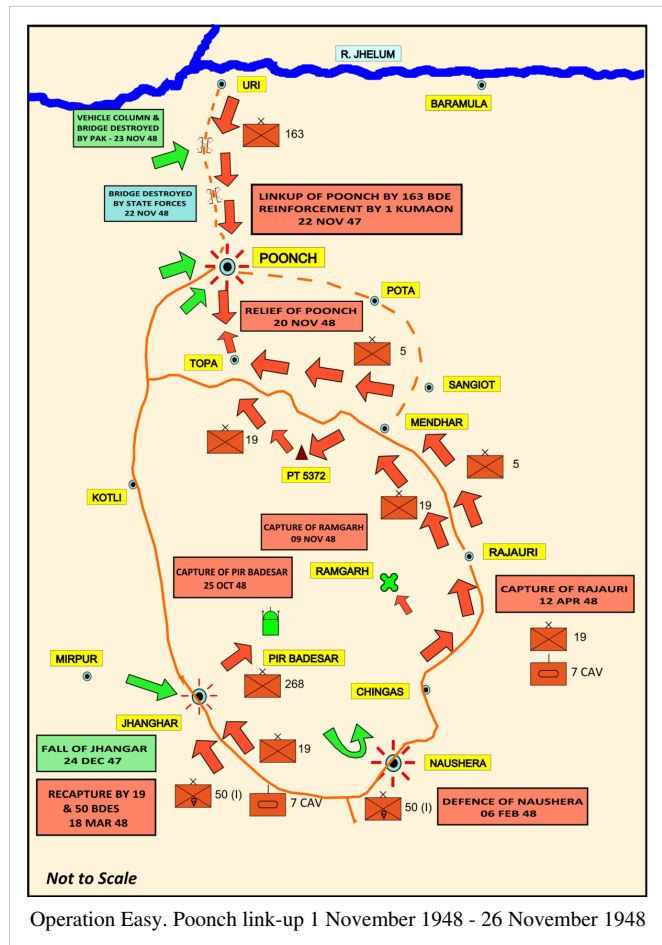 R. JHELUM
URI
BARAMULA
VEHICLE COLUMN &
BRIDGE DESTROYED
BY PAK - 23 NOV 48
163
BRIDGE DESTROYED
BY STATE FORCES
22 NOV 48
LINKUP OF POONCH BY 163 BDE
REINFORCEMENT BY 1 KUMAON
22 NOV 47
POONCH
POTA
RELIEF OF POONCH
20 NOV 48
5
TOPA
SANGIOT
MENDHAR
19
5
PT 5372
KOTLI
19
CAPTURE OF RAMGARH
09 NOV 48
RAJAURI
CAPTURE OF PIR BADESAR
25 OCT 48
RAMGARH
CAPTURE OF RAJAURI
12 APR 48
19
MIRPUR
PIR BADESAR
7 CAV
268
CHINGAS
JHANGHAR
19
FALL OF JHANGAR
24 DEC 47
NAUSHERA
RECAPTURE BY 19
& 50 BDES
18 MAR 48
50 (I)
7 CAV
50 (I)
DEFENCE OF NAUSHERA
06 FEB 48
Not to Scale
Operation Easy. Poonch link-up 1 November 1948 - 26 November 1948